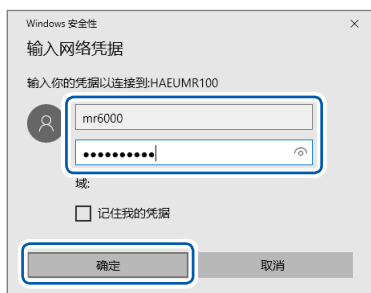 Windows 安全性
输入网络凭据
输入你的凭据以连接到:HAEUMR100
mr6000
••••••••••
域:
记住我的凭据
确定
取消